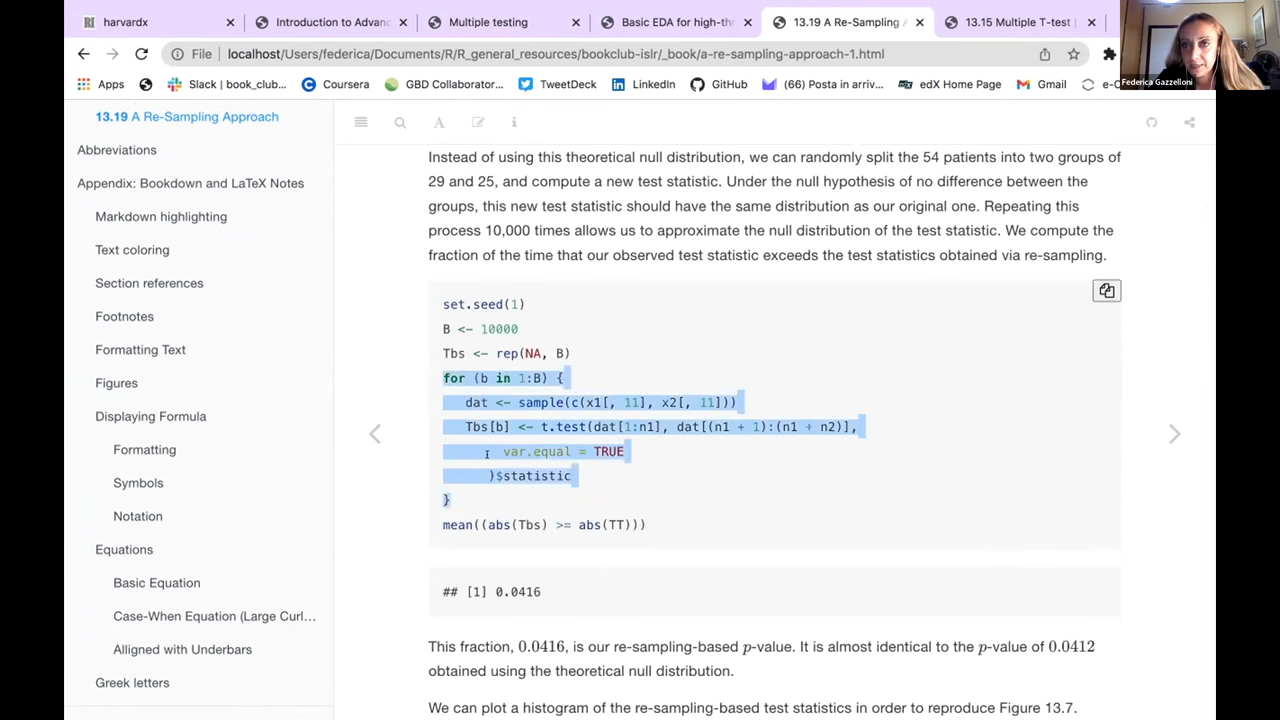 harvardx
Introduction to Advan
Multiple testing
Basic EDA for high-thr
13.19 A Re-Sampling A
13.15 Multiple T-test
File
localhost/Users/federica/Documents/R/R_general_resources/bookclub-islr/_book/a-re-sampling-approach-1.html
Federica Gazzelloni
Apps
Slack | book_club...
Coursera
GBD Collaborator...
TweetDeck
LinkedIn
GitHub
(66) Posta in arriv...
edX Home Page
Gmail
13.19 A Re-Sampling Approach
Abbreviations
Appendix: Bookdown and LaTeX Notes
Markdown highlighting
Text coloring
Section references
Footnotes
Formatting Text
Figures
Displaying Formula
Formatting
Symbols
Notation
Equations
Basic Equation
Case-When Equation (Large Curl...
Alligned with Underbars
Greek letters
Instead of using this theoretical null distribution, we can randomly split the 54 patients into two groups of
29 and 25, and compute a new test statistic. Under the null hypothesis of no difference between the
groups, this new test statistic should have the same distribution as our original one. Repeating this
process 10,000 times allows us to approximate the null distribution of the test statistic. We compute the
fraction of the time that our observed test statistic exceeds the test statistics obtained via re-sampling.
set.seed(1)
B <- 10000
Tbs <- rep(NA, B)
for (b in 1:B) {
dat <- sample(c(x1[, 11], x2[, 11]))
Tbs[b] <- t.test(dat[1:n1], dat[(n1 + 1):(n1 + n2)],
var.equal = TRUE
)$statistic
}
mean((abs(Tbs) >= abs(TT)))
## [1] 0.0416
This fraction, 0.0416, is our re-sampling-based p-value. It is almost identical to the p-value of 0.0412
obtained using the theoretical null distribution.
We can plot a histogram of the re-sampling-based test statistics in order to reproduce Figure 13.7.